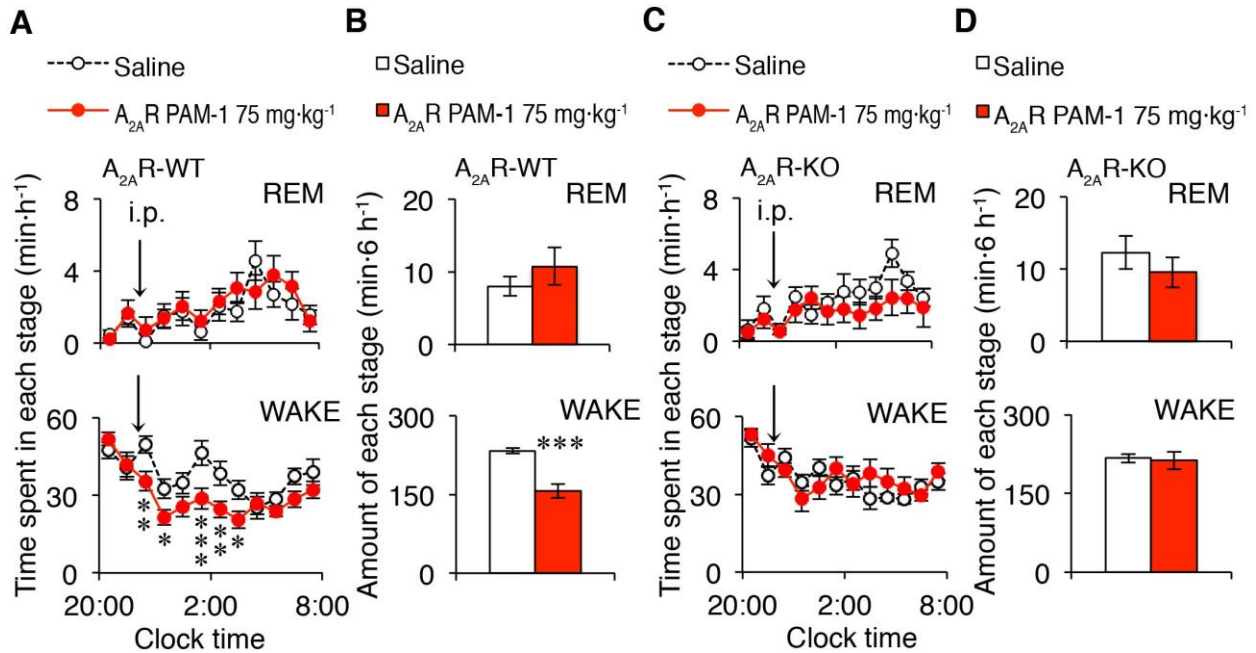 A
Saline
A₂ₐR PAM-1 75 mg·kg⁻¹
A₂ₐR-WT
REM
i.p.
8
4
0
WAKE
60
30
0
** * *** ** *
20:00 2:00 8:00
Clock time
Time spent in each stage (min·h⁻¹)
B
Saline
A₂ₐR PAM-1 75 mg·kg⁻¹
A₂ₐR-WT
REM
20
10
0
WAKE
300
150
0
***
Amount of each stage (min·6 h⁻¹)
C
Saline
A₂ₐR PAM-1 75 mg·kg⁻¹
A₂ₐR-KO
REM
i.p.
8
4
0
WAKE
60
30
0
20:00 2:00 8:00
Clock time
Time spent in each stage (min·h⁻¹)
D
Saline
A₂ₐR PAM-1 75 mg·kg⁻¹
A₂ₐR-KO
REM
20
10
0
WAKE
300
150
0
Amount of each stage (min·6 h⁻¹)